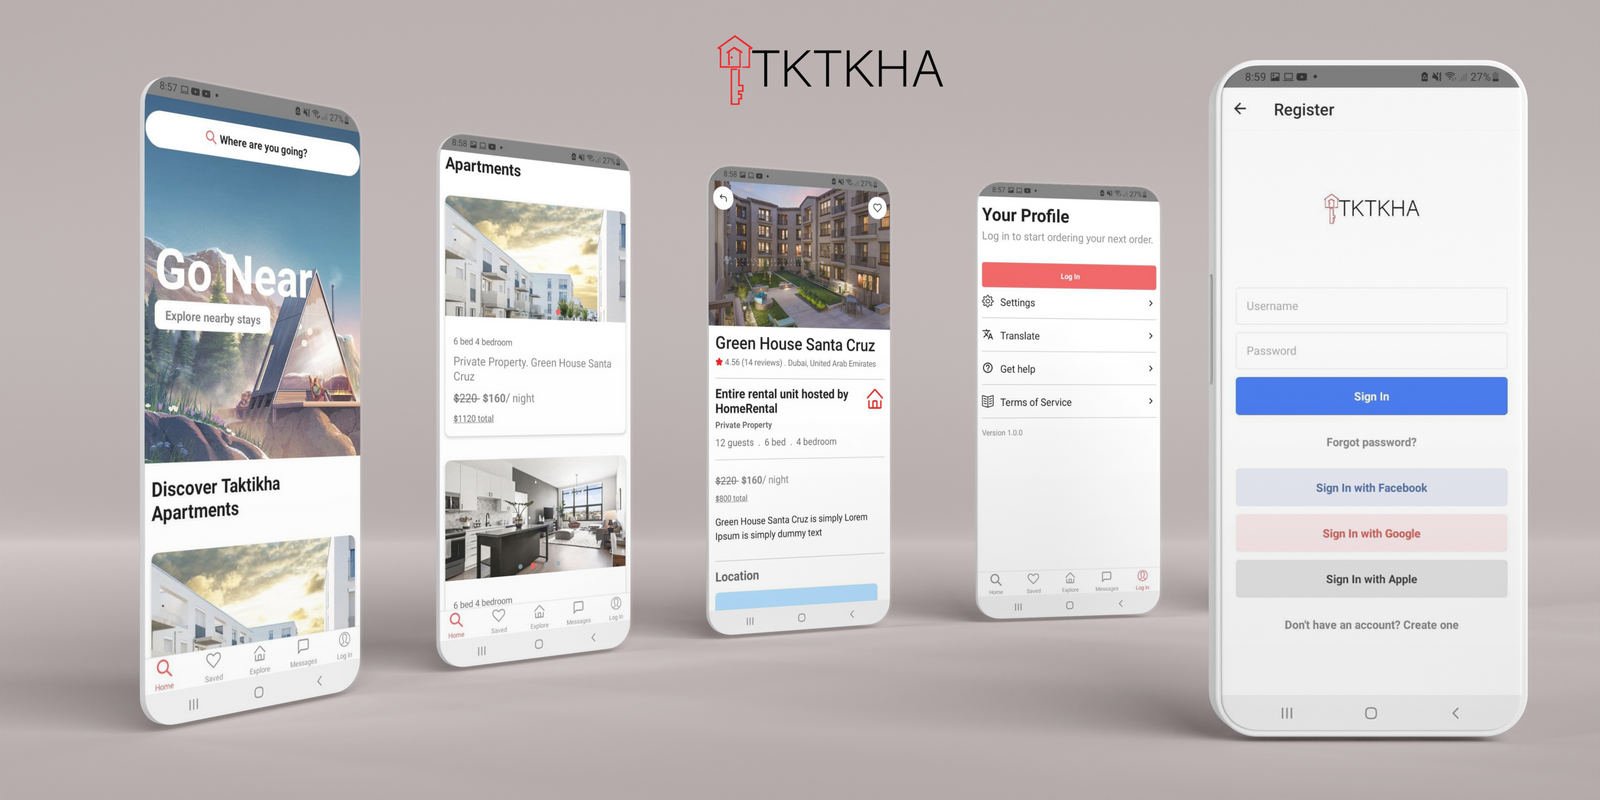 TKTKHA
8:57
27%
Where are you going?
Go Near
Explore nearby stays
Discover Taktikha
Apartments
Home
Saved
Explore
Messages
Log In
8:58
27%
Apartments
6 bed 4 bedroom
Private Property. Green House Santa
Cruz
$220 $160/ night
$1120 total
6 bed 4 bedroom
Home
Saved
Explore
Messages
Log In
8:58
27%
Green House Santa Cruz
4.56 (14 reviews) . Dubai, United Arab Emirates
Entire rental unit hosted by
HomeRental
Private Property
12 guests . 6 bed . 4 bedroom
$220 $160/ night
$800 total
Green House Santa Cruz is simply Lorem
Ipsum is simply dummy text
Location
8:57
27%
Your Profile
Log in to start ordering your next order.
Log In
Settings
Translate
Get help
Terms of Service
Version 1.0.0
Home
Saved
Explore
Messages
Log In
8:59
27%
Register
TKTKHA
Username
Password
Sign In
Forgot password?
Sign In with Facebook
Sign In with Google
Sign In with Apple
Don't have an account? Create one